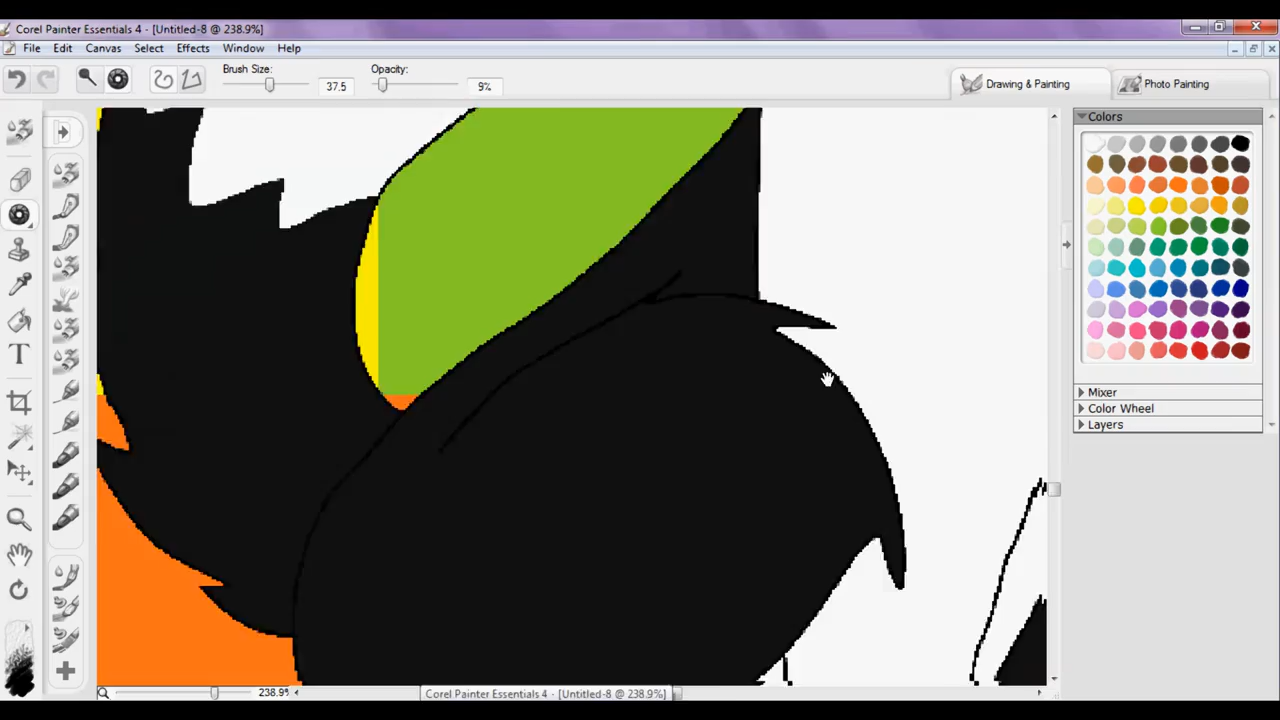 Corel Painter Essentials 4 - [Untitled-8 @ 238.9%]
File Edit Canvas Select Effects Window Help
Brush Size: 37.5 Opacity: 9% Drawing & Painting Photo Painting
Colors
Mixer
Color Wheel
Layers
T
238.9% Corel Painter Essentials 4 - [Untitled-8 @ 238.9%]